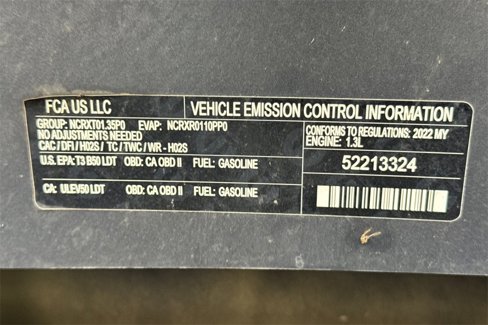 FCA US LLC
VEHICLE EMISSION CONTROL INFORMATION
GROUP: NCRXT01.35P0 EVAP: NCRXR0110PP0
NO ADJUSTMENTS NEEDED
CAC / DFI / H02S / TC / TWC / WR - H02S
U.S. EPA: T3 B50 LDT OBD: CA OBD II FUEL: GASOLINE
CA: ULEV50 LDT OBD: CA OBD II FUEL: GASOLINE
CONFORMS TO REGULATIONS: 2022 MY
ENGINE: 1.3L
52213324